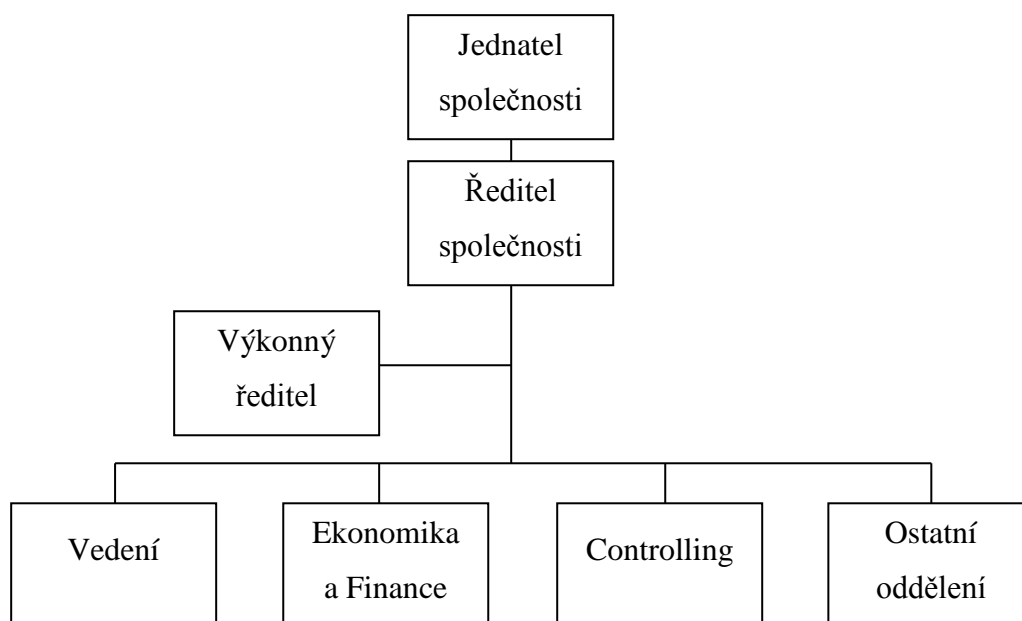 Jednatel
společnosti
Ředitel
společnosti
Výkonný
ředitel
Vedení
Ekonomika
a Finance
Controlling
Ostatní
oddělení